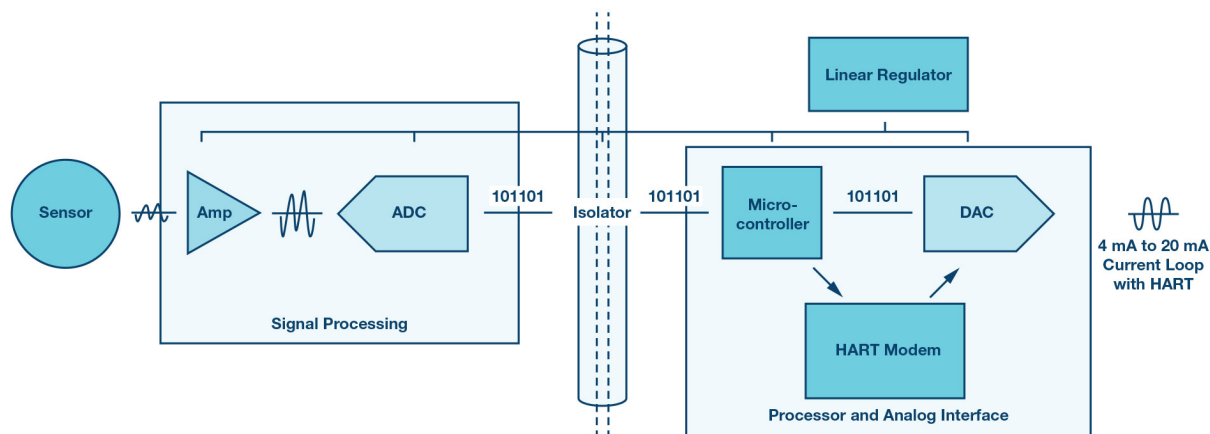 Linear Regulator
Sensor
Amp
ADC
101101
Isolator
101101
Micro-
controller
101101
DAC
4 mA to 20 mA
Current Loop
with HART
Signal Processing
HART Modem
Processor and Analog Interface